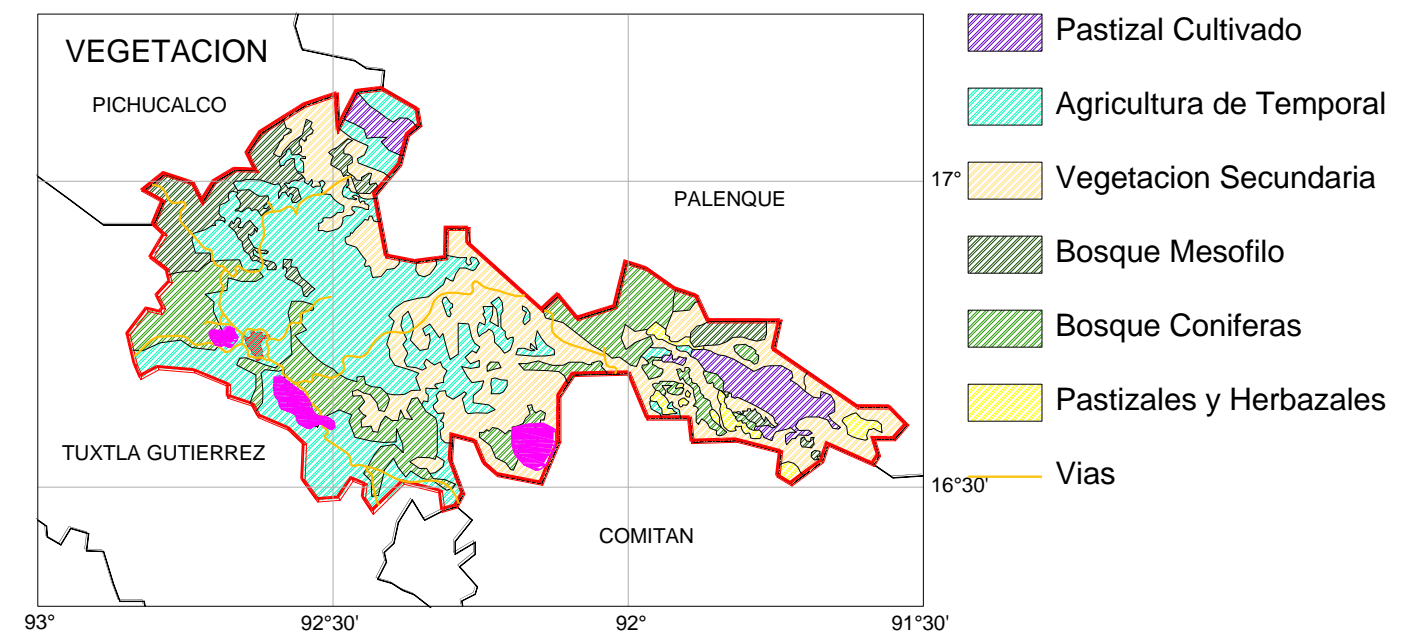 VEGETACION
PICHUCALCO
PALENQUE
TUXTLA GUTIERREZ
COMITAN
17°
16°30'
93°
92°30'
92°
91°30'
Pastizal Cultivado
Agricultura de Temporal
Vegetacion Secundaria
Bosque Mesofilo
Bosque Coniferas
Pastizales y Herbazales
Vias